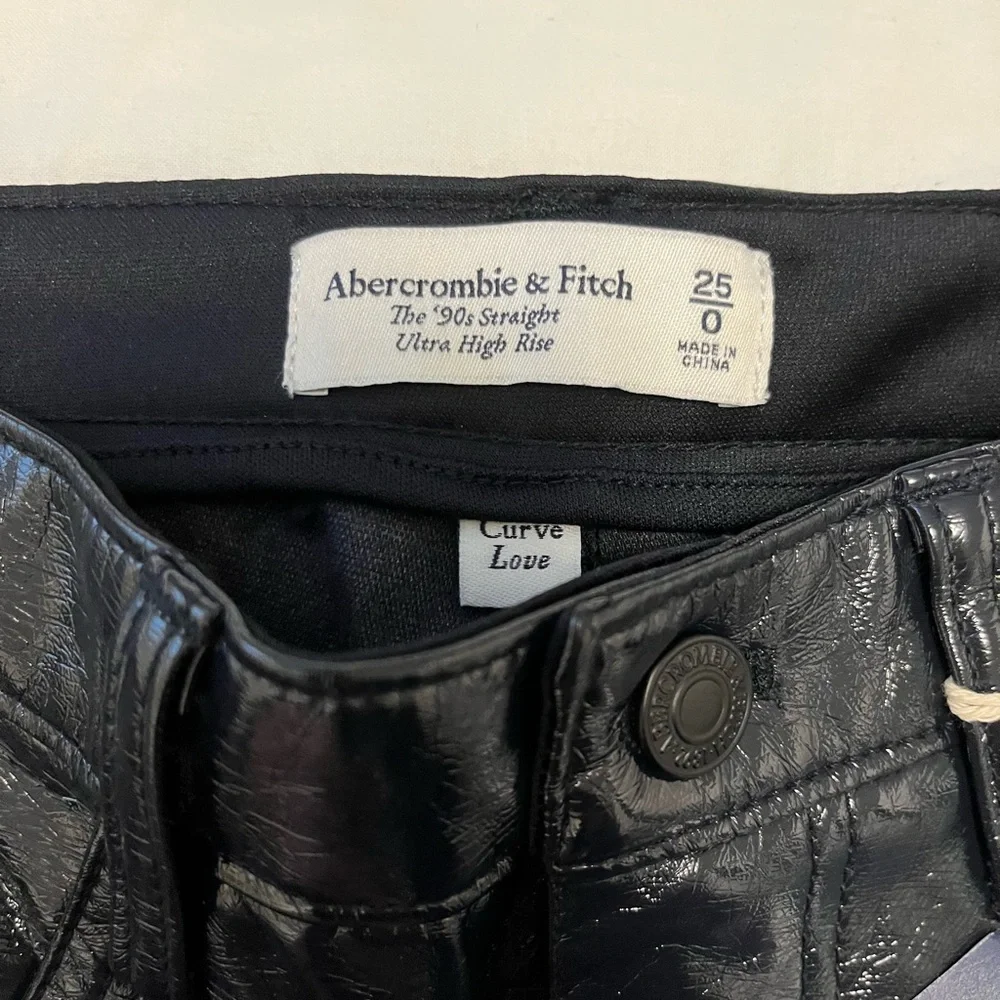 Abercrombie & Fitch
The '90s Straight
Ultra High Rise
25
0
MADE IN
CHINA
Curve
Love
ABERCROMBIE